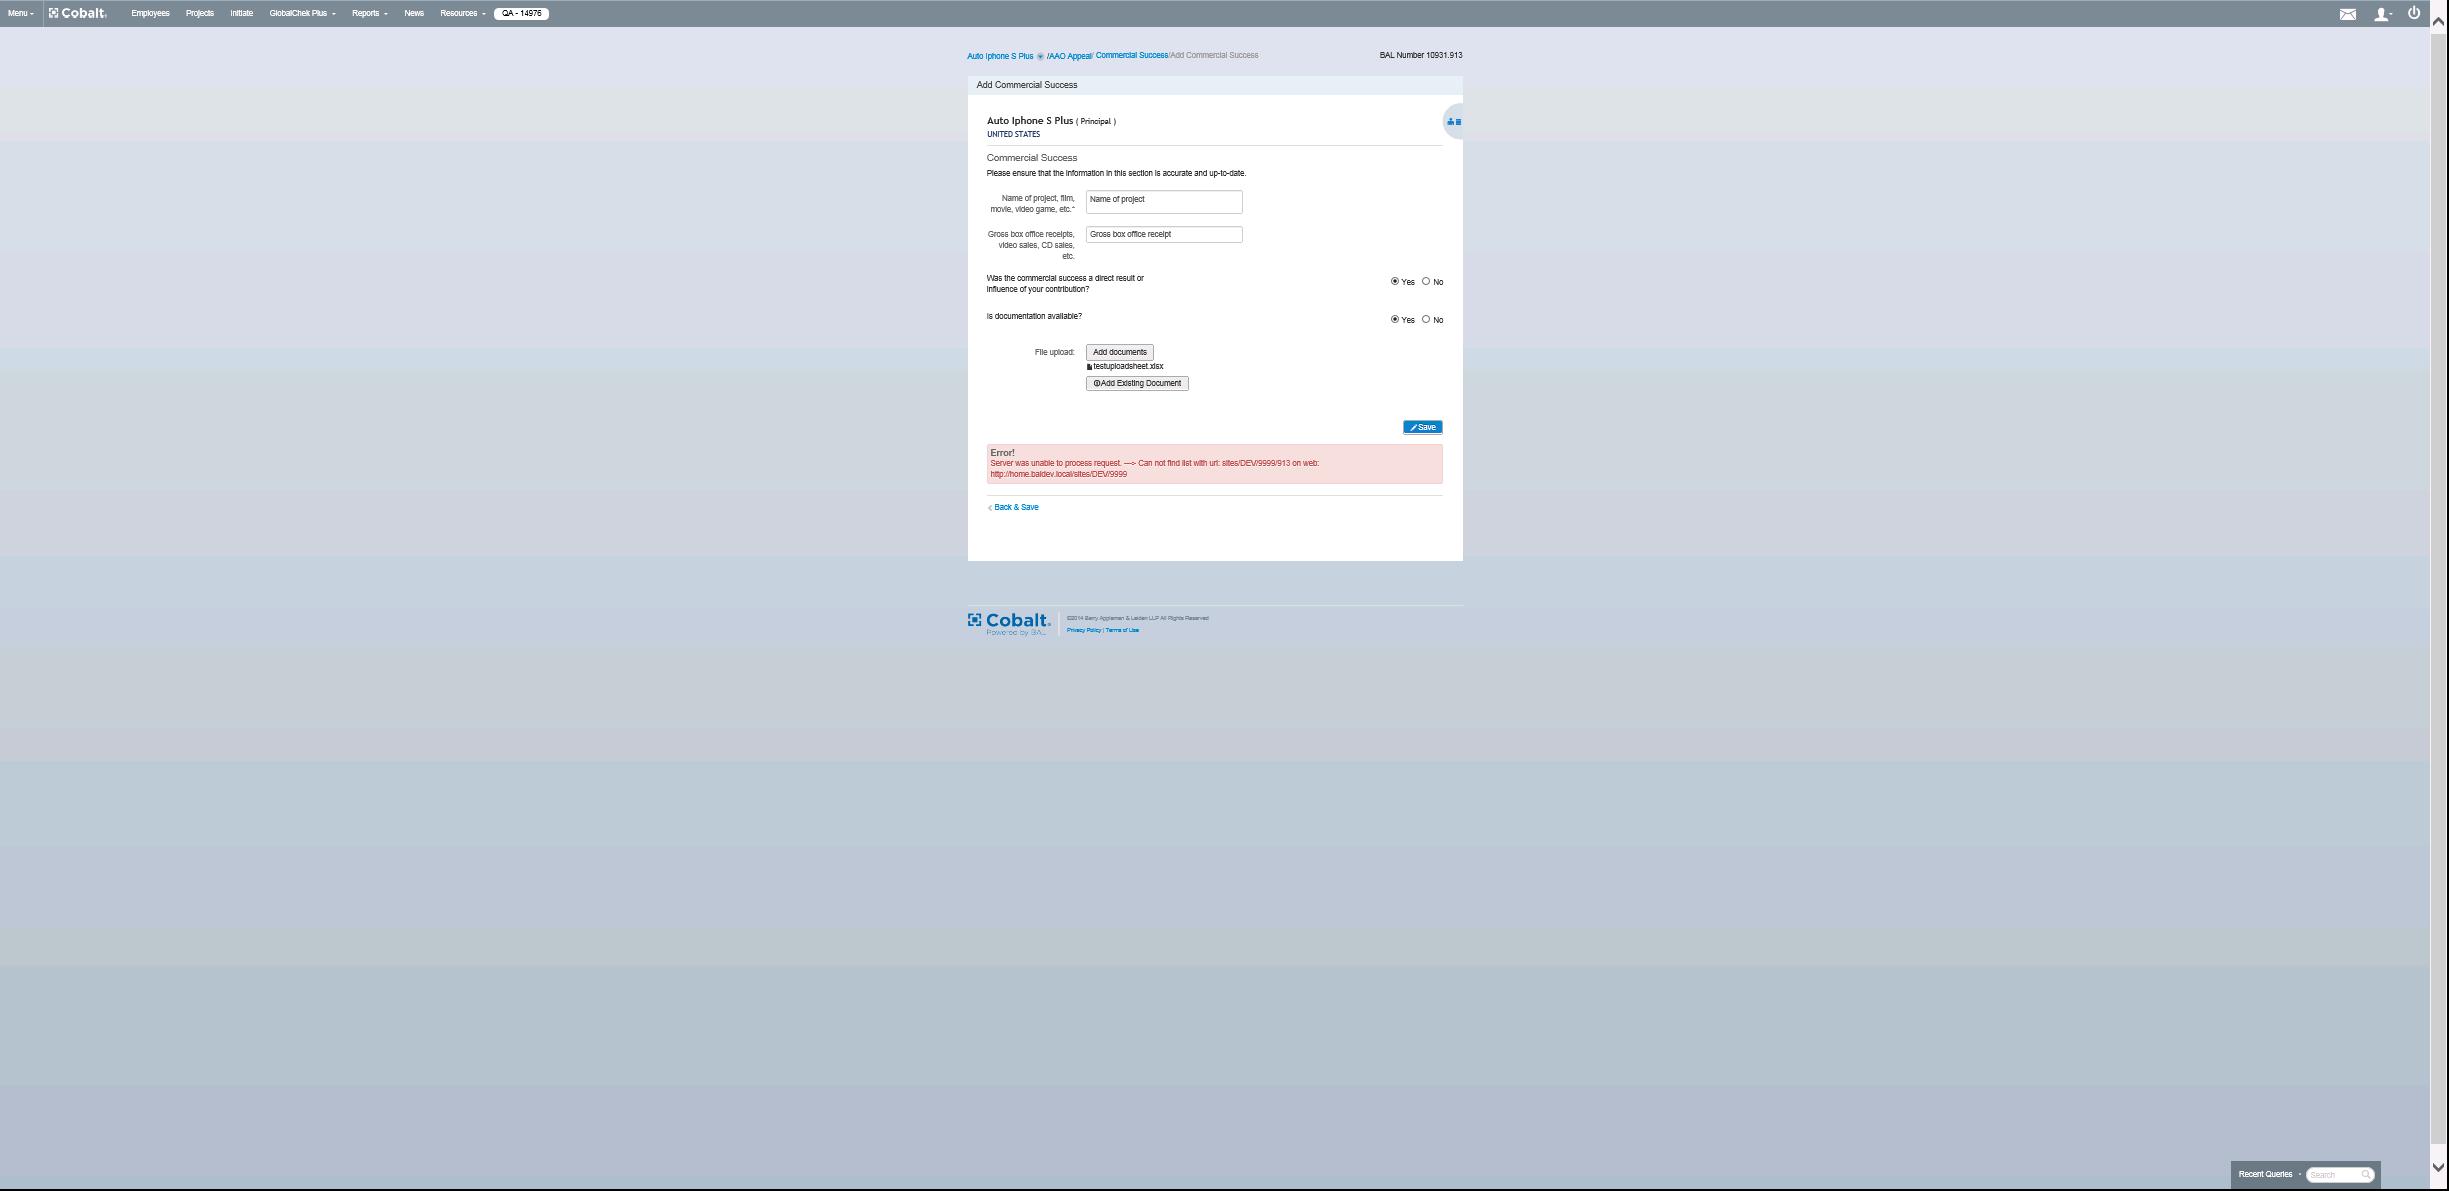 Menu Cobalt. Employees Projects Initiate GlobalChek Plus Reports News Resources QA - 14976
Auto Iphone S Plus /AAO Appeal/ Commercial Success/Add Commercial Success BAL Number 10931.913
Add Commercial Success
Auto Iphone S Plus ( Principal )
UNITED STATES
Commercial Success
Please ensure that the information in this section is accurate and up-to-date.
Name of project, film,
movie, video game, etc.*
Name of project
Gross box office receipts,
video sales, CD sales,
etc.
Gross box office receipt
Was the commercial success a direct result or
influence of your contribution?
Yes No
Is documentation available?
Yes No
File upload: Add documents
testuploadsheet.xlsx
Add Existing Document
Save
Error!
Server was unable to process request. ---> Can not find list with url: sites/DEV/9999/913 on web:
http://home.baldev.local/sites/DEV/9999
Back & Save
Cobalt.
Powered by BAL
©2014 Berry Appleman & Leiden LLP All Rights Reserved
Privacy Policy | Terms of Use
Recent Queries Search